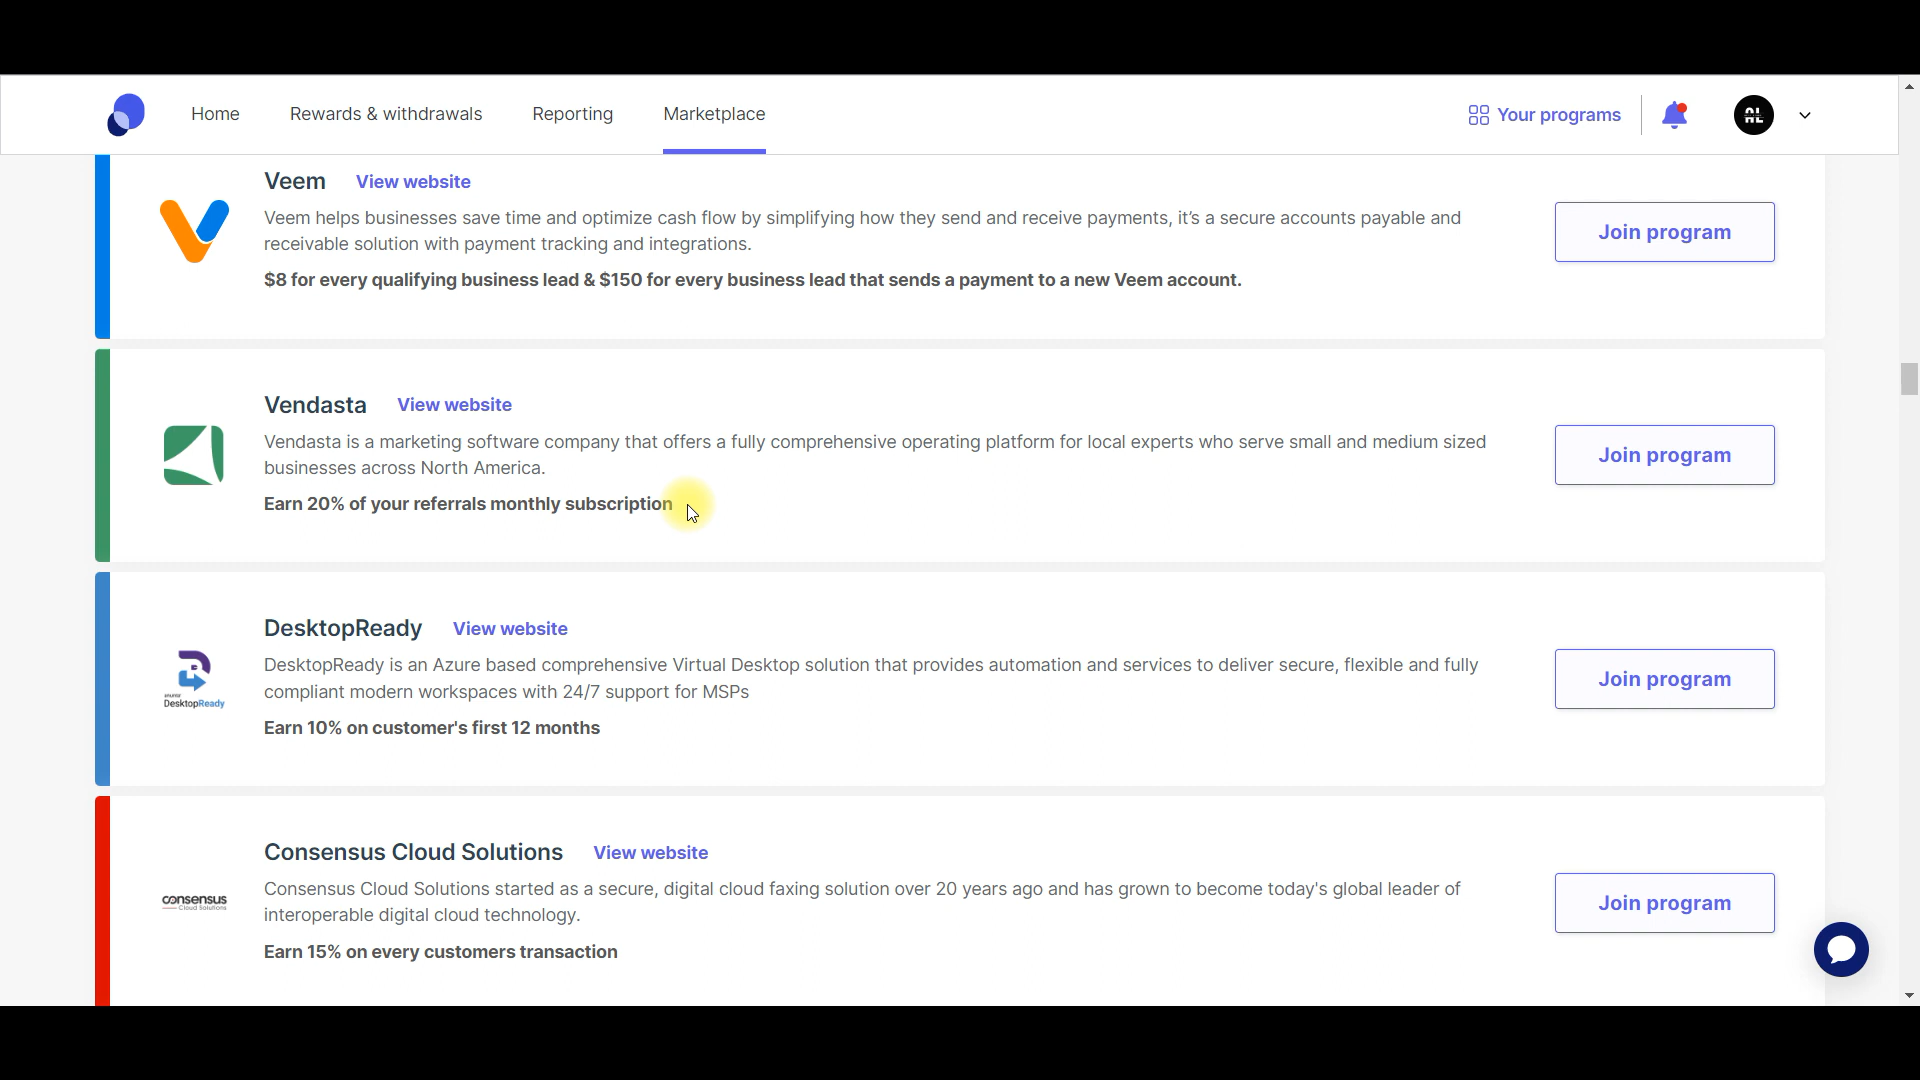 Home Rewards & withdrawals Reporting Marketplace Your programs
Veem View website
Veem helps businesses save time and optimize cash flow by simplifying how they send and receive payments, it's a secure accounts payable and
receivable solution with payment tracking and integrations.
$8 for every qualifying business lead & $150 for every business lead that sends a payment to a new Veem account.
Join program
Vendasta View website
Vendasta is a marketing software company that offers a fully comprehensive operating platform for local experts who serve small and medium sized
businesses across North America.
Earn 20% of your referrals monthly subscription
Join program
DesktopReady
DesktopReady View website
DesktopReady is an Azure based comprehensive Virtual Desktop solution that provides automation and services to deliver secure, flexible and fully
compliant modern workspaces with 24/7 support for MSPs
Earn 10% on customer's first 12 months
Join program
consensus
Cloud Solutions
Consensus Cloud Solutions View website
Consensus Cloud Solutions started as a secure, digital cloud faxing solution over 20 years ago and has grown to become today's global leader of
interoperable digital cloud technology.
Earn 15% on every customers transaction
Join program